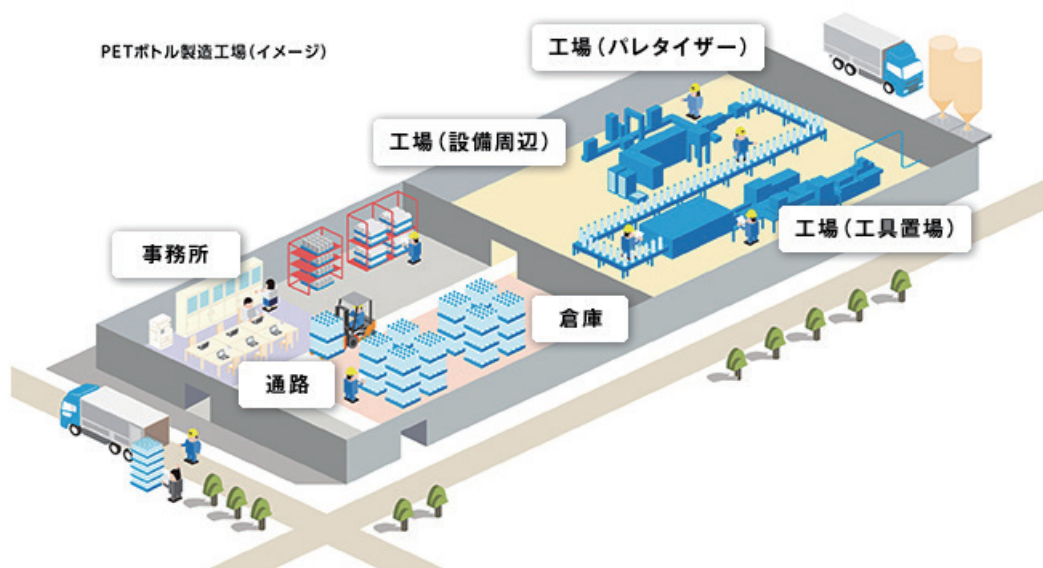 PETボトル製造工場(イメージ)
工場(パレタイザー)
工場(設備周辺)
工場(工具置場)
事務所
倉庫
通路